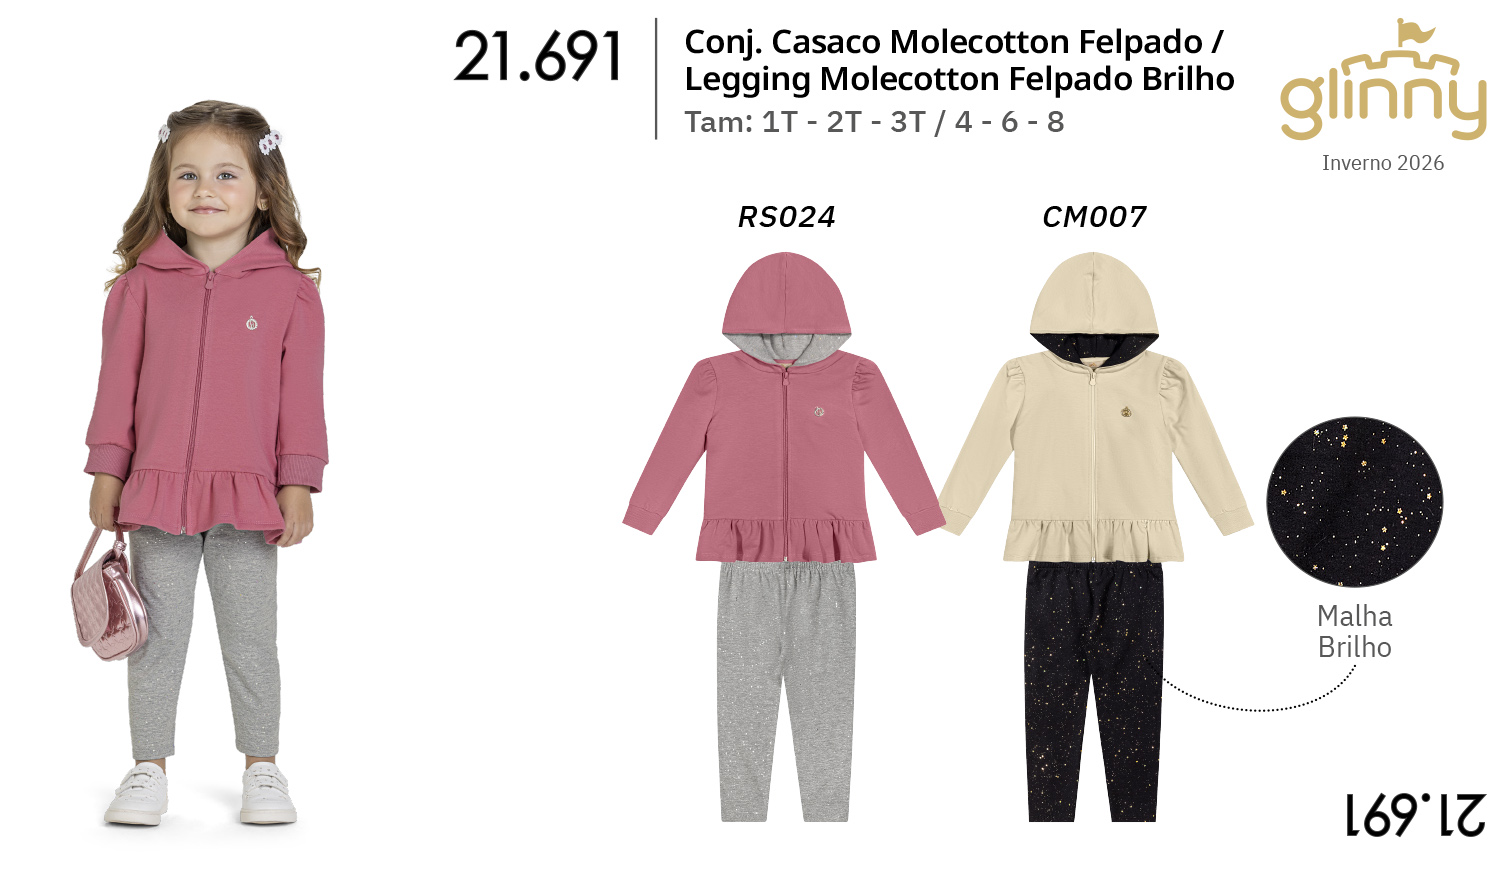 21.691
Conj. Casaco Molecotton Felpado /
Legging Molecotton Felpado Brilho
Tam: 1T - 2T - 3T / 4 - 6 - 8
glinny
Inverno 2026
RS024
CM007
Malha
Brilho
21.691